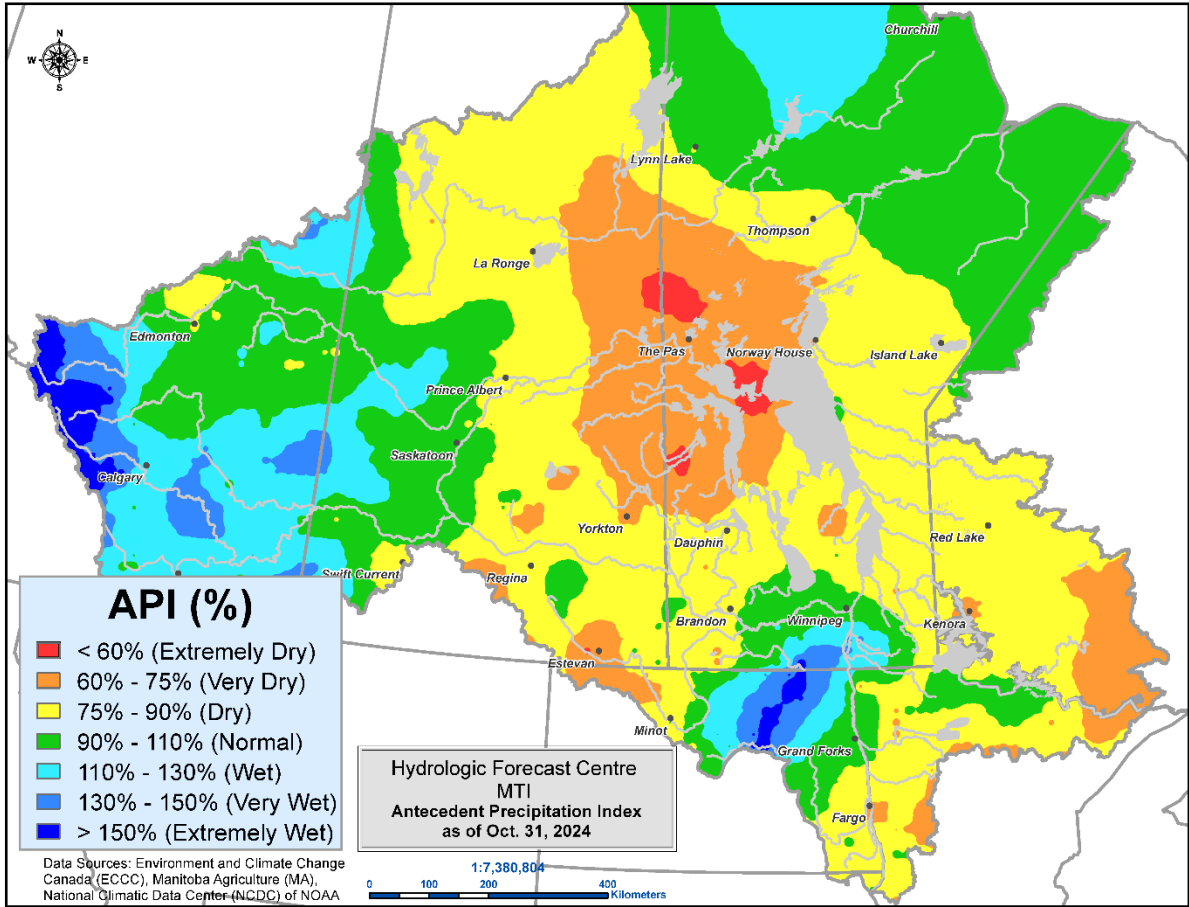 N
W E
S
Churchill
Lynn Lake
Thompson
La Ronge
Edmonton
The Pas
Norway House
Island Lake
Prince Albert
Saskatoon
Calgary
Yorkton
Dauphin
Red Lake
Swift Current
Regina
Brandon
Winnipeg
Kenora
Estevan
Minot
Grand Forks
Fargo
API (%)
< 60% (Extremely Dry)
60% - 75% (Very Dry)
75% - 90% (Dry)
90% - 110% (Normal)
110% - 130% (Wet)
130% - 150% (Very Wet)
> 150% (Extremely Wet)
Hydrologic Forecast Centre
MTI
Antecedent Precipitation Index
as of Oct. 31, 2024
Data Sources: Environment and Climate Change
Canada (ECCC), Manitoba Agriculture (MA),
National Climatic Data Center (NCDC) of NOAA
1:7,380,804
0 100 200 400
Kilometers